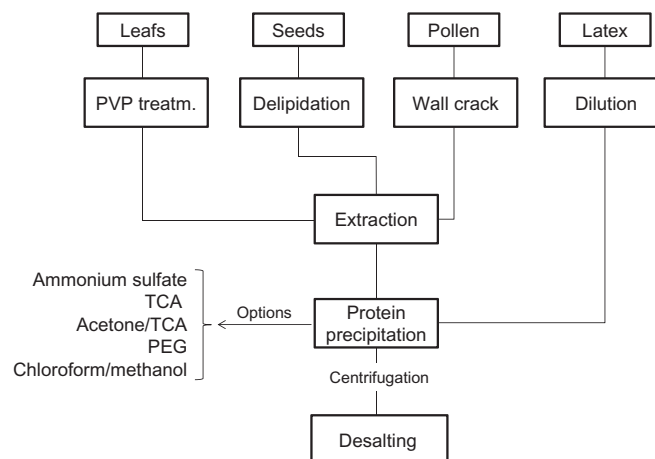 Leafs
Seeds
Pollen
Latex
PVP treatm.
Delipidation
Wall crack
Dilution
Extraction
Ammonium sulfate
TCA
Acetone/TCA
PEG
Chloroform/methanol
Options
Protein
precipitation
Centrifugation
Desalting